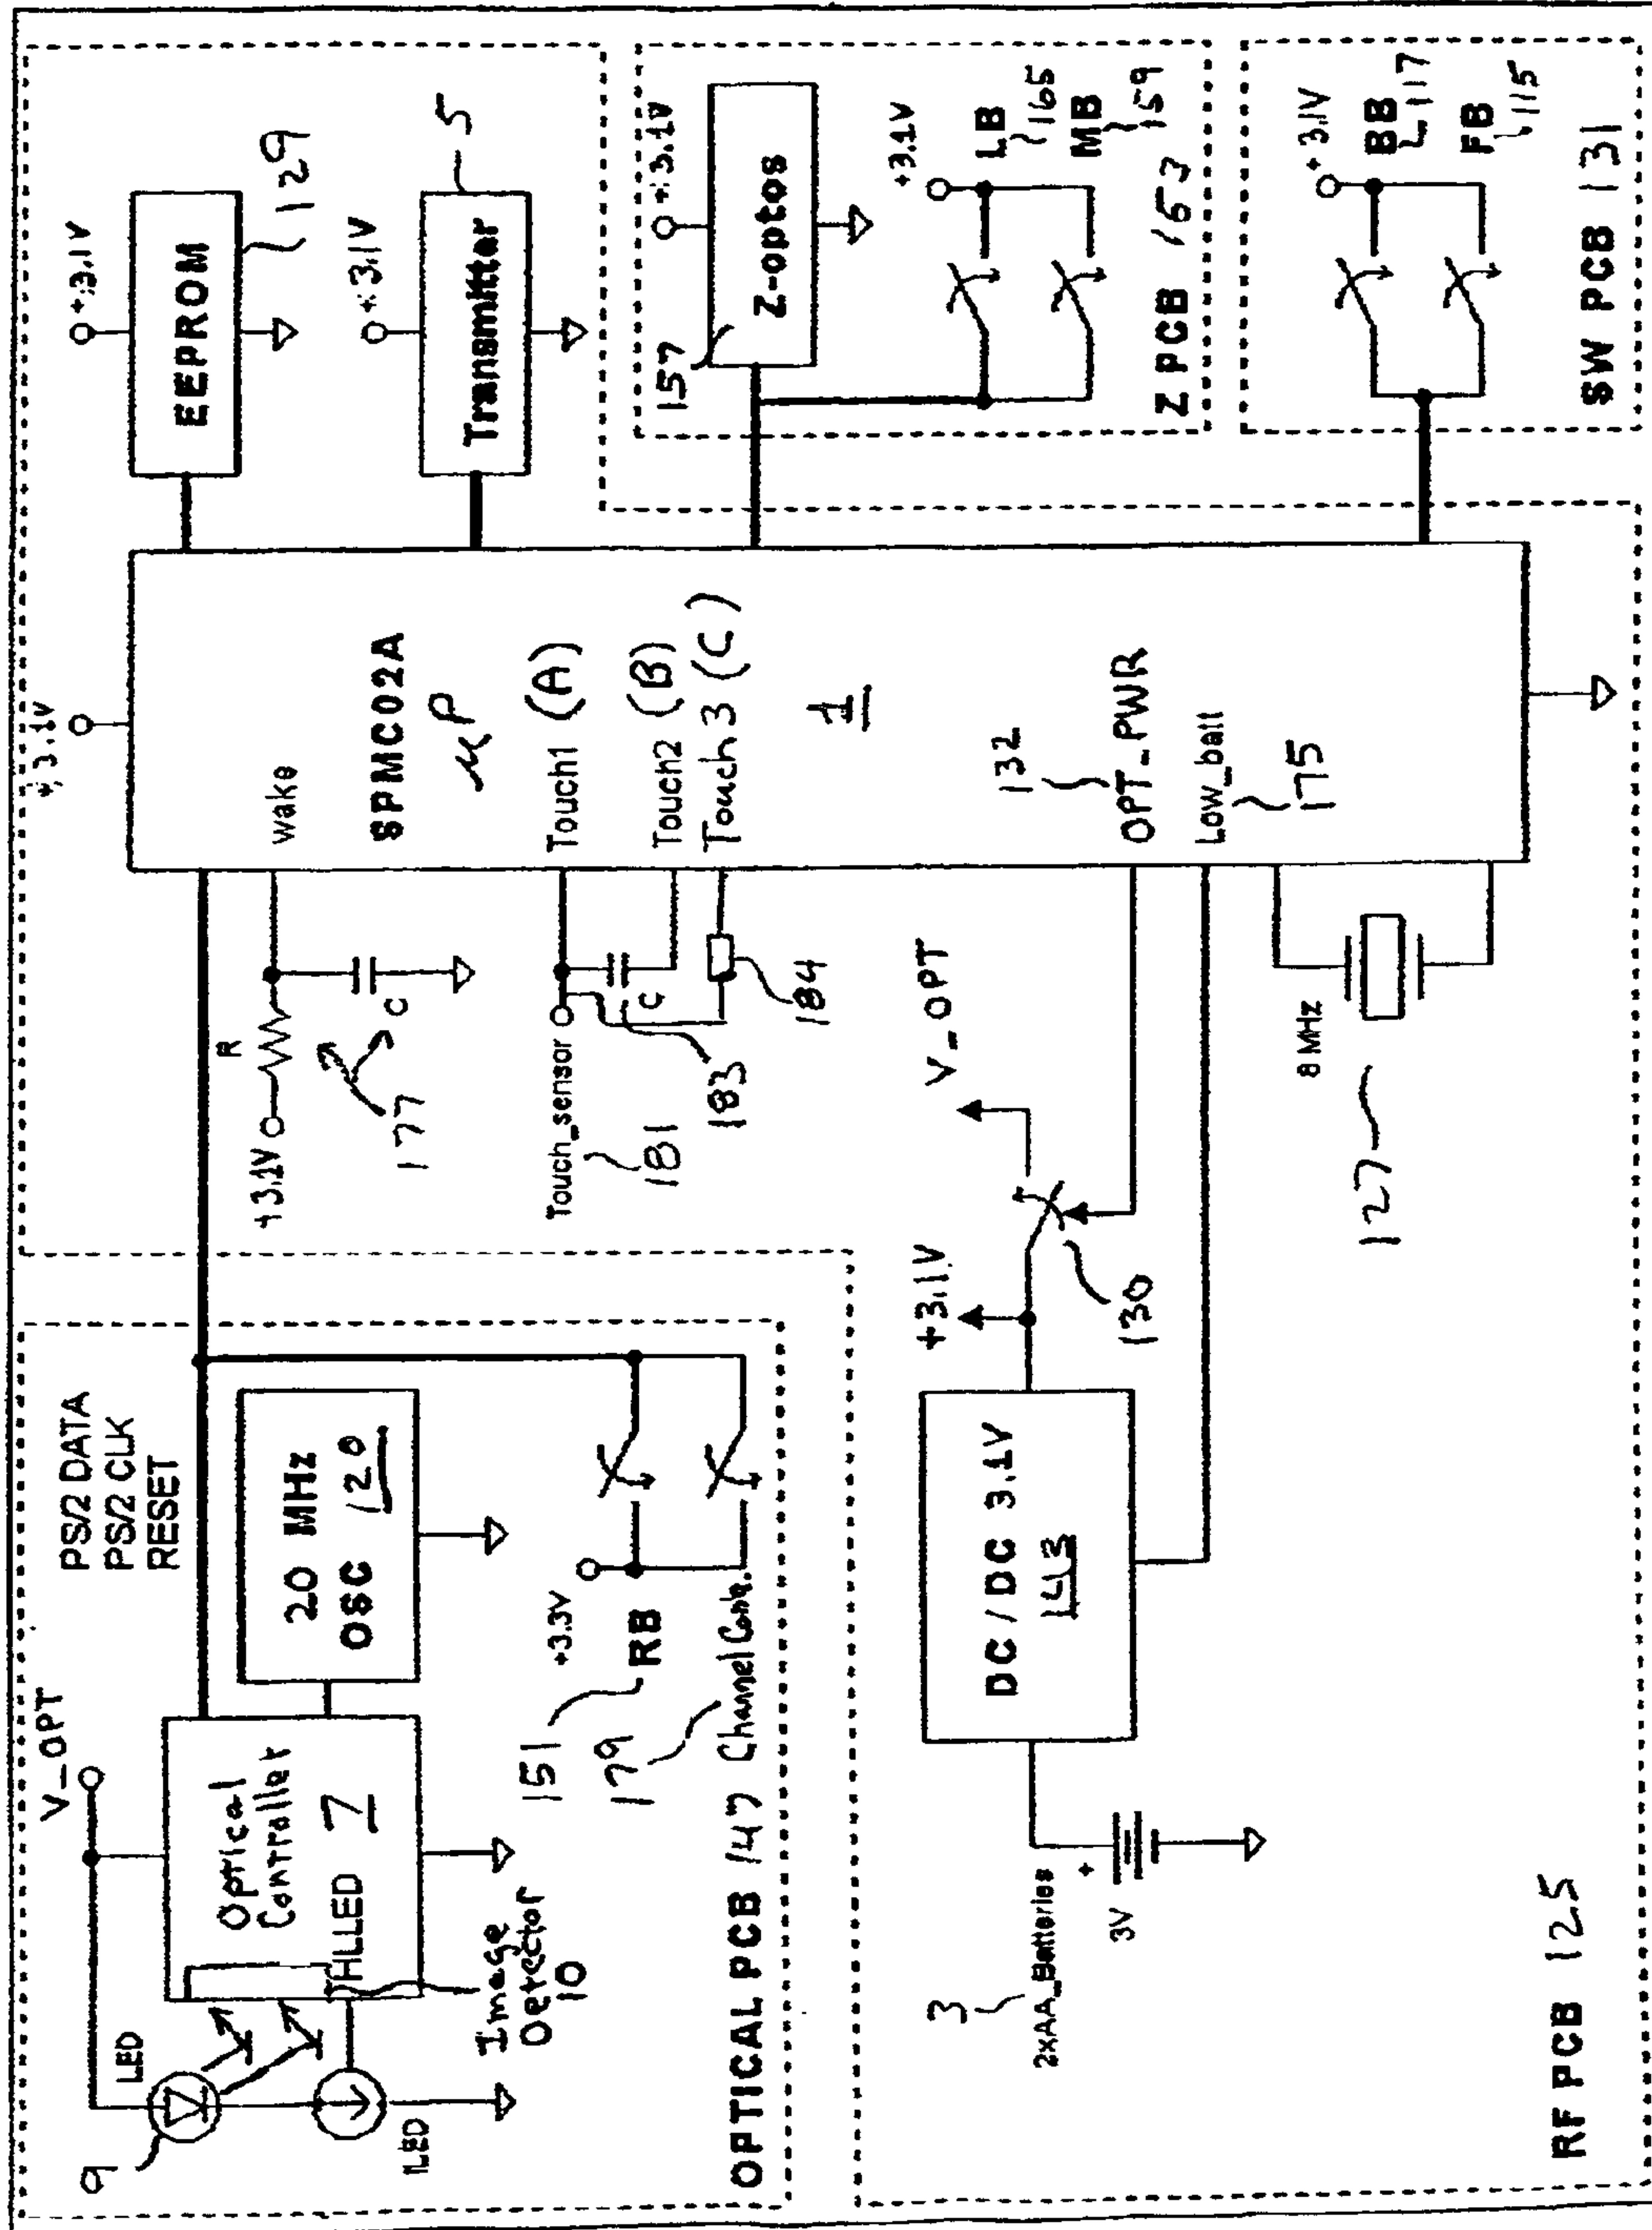 V_OPT
PS/2 DATA
PS/2 CLK
RESET
9
LED
Optical
Controller
7
ILED
Image
Detector
10
20 MHz
OSC 120
+3.3V
151
RB
179
Channel Conn.
OPTICAL PCB 147
+3.1V
R
C
177
Touch_sensor
181
C
183
184
+3.1V
wake
SPMC02A
μP
Touch1 (A)
Touch2 (B)
Touch3 (C)
1
132
OPT_PWR
Low_batt
175
+3.1V
EEPROM
129
+3.1V
Transmitter
5
157
+3.1V
Z-optos
+3.1V
LB
165
MB
159
Z PCB 163
+3.1V
BB
117
FB
115
SW PCB 131
3
2xAA_Batteries
+
3V
DC / DC 3.1V
143
+3.1V
130
V_OPT
8 MHz
127
RF PCB 125